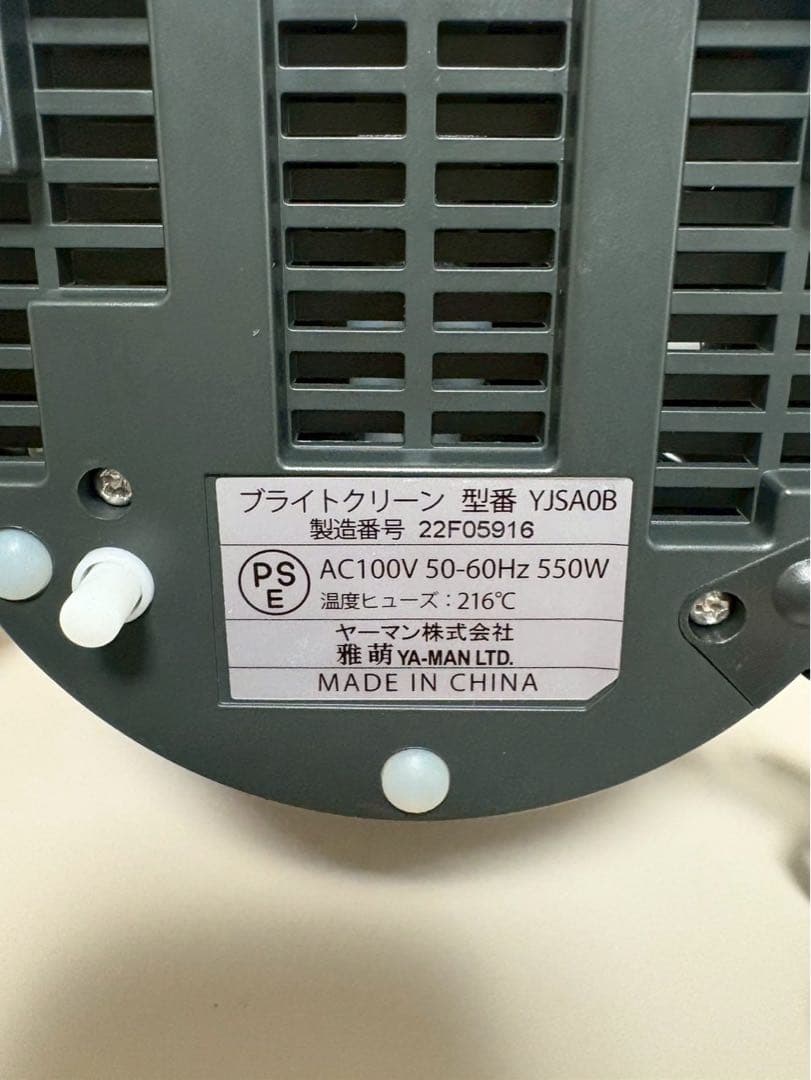 ブライトクリーン 型番 YJSA0B
製造番号 22F05916
PSE AC100V 50-60Hz 550W
温度ヒューズ：216℃
ヤーマン株式会社
雅萌 YA-MAN LTD.
MADE IN CHINA